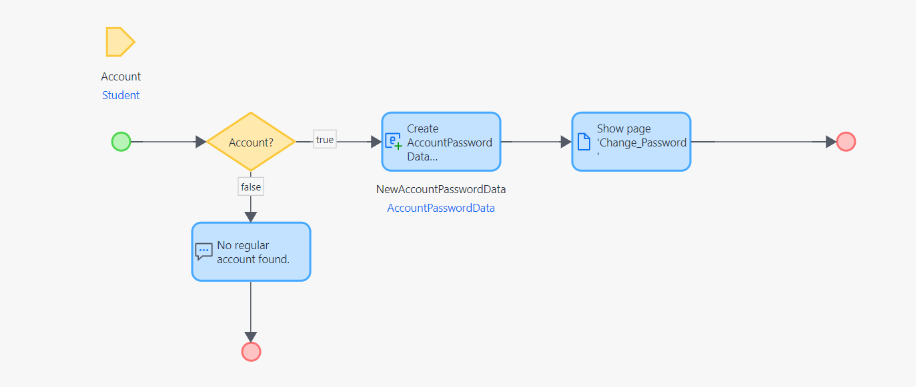 Account
Student
Account?
true
Create
AccountPassword
Data...
Show page
'Change_Password
'
NewAccountPasswordData
AccountPasswordData
false
No regular
account found.